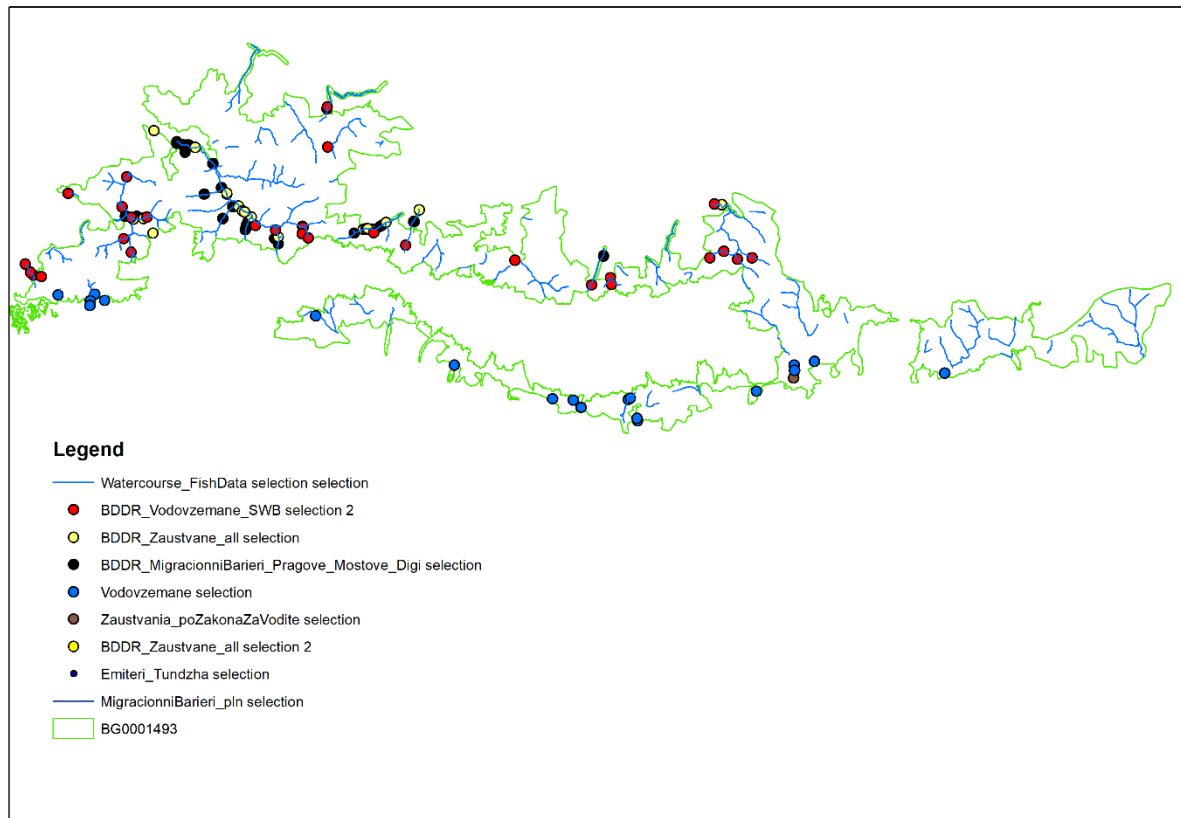 Legend
Watercourse_FishData selection selection
BDDR_Vodovzemane_SWB selection 2
BDDR_Zaustvane_all selection
BDDR_MigracionniBarieri_Pragove_Mostove_Digi selection
Vodovzemane selection
Zaustvania_poZakonaZaVodite selection
BDDR_Zaustvane_all selection 2
Emiteri_Tundzha selection
MigracionniBarieri_pln selection
BG0001493